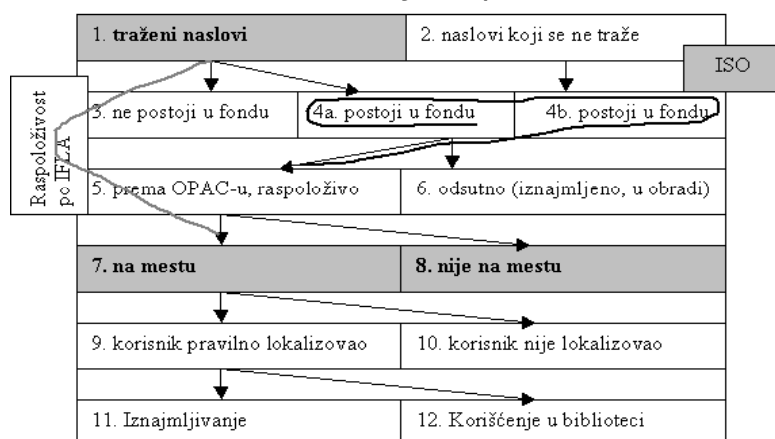 1. traženi naslovi
2. naslovi koji se ne traže
ISO
Raspoloživost
po IFLA
3. ne postoji u fondu
4a. postoji u fondu
4b. postoji u fondu
5. prema OPAC-u, raspoloživo
6. odsutno (iznajmljeno, u obradi)
7. na mestu
8. nije na mestu
9. korisnik pravilno lokalizovao
10. korisnik nije lokalizovao
11. Iznajmljivanje
12. Korišćenje u biblioteci